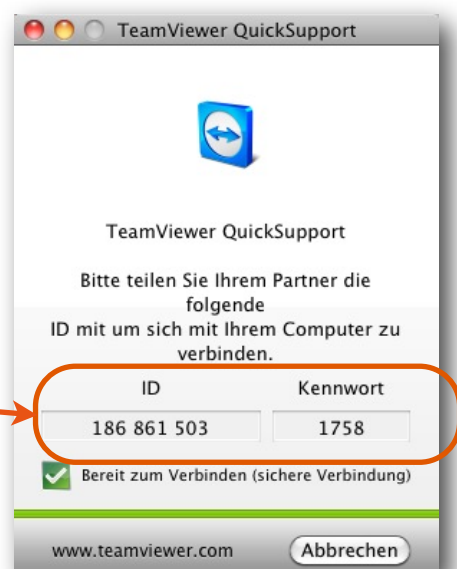 TeamViewer QuickSupport
TeamViewer QuickSupport
Bitte teilen Sie Ihrem Partner die
folgende
ID mit um sich mit Ihrem Computer zu
verbinden.
ID Kennwort
186 861 503 1758
Bereit zum Verbinden (sichere Verbindung)
www.teamviewer.com Abbrechen